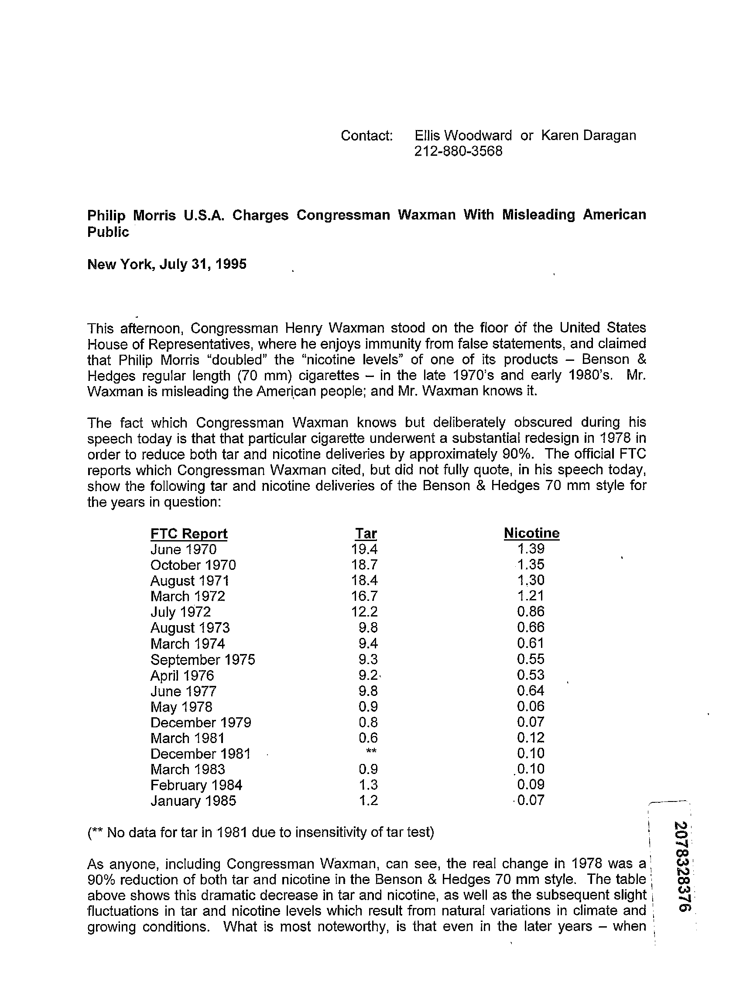 Contact: Ellis Woodward or Karen Daragan
212-880-3568
Philip Morris U.S.A. Charges Congressman Waxman With Misleading American
Public
New York, July 31, 1995
This afternoon, Congressman Henry Waxman stood on the floor of the United States
House of Representatives, where he enjoys immunity from false statements, and claimed
that Philip Morris “doubled” the “nicotine levels” of one of its products – Benson &
Hedges regular length (70 mm) cigarettes – in the late 1970's and early 1980's. Mr.
Waxman is misleading the American people; and Mr. Waxman knows it.
The fact which Congressman Waxman knows but deliberately obscured during his
speech today is that that particular cigarette underwent a substantial redesign in 1978 in
order to reduce both tar and nicotine deliveries by approximately 90%. The official FTC
reports which Congressman Waxman cited, but did not fully quote, in his speech today,
show the following tar and nicotine deliveries of the Benson & Hedges 70 mm style for
the years in question:
FTC Report Tar Nicotine
June 1970 19.4 1.39
October 1970 18.7 1.35
August 1971 18.4 1.30
March 1972 16.7 1.21
July 1972 12.2 0.86
August 1973 9.8 0.66
March 1974 9.4 0.61
September 1975 9.3 0.55
April 1976 9.2 0.53
June 1977 9.8 0.64
May 1978 0.9 0.06
December 1979 0.8 0.07
March 1981 0.6 0.12
December 1981 ** 0.10
March 1983 0.9 0.10
February 1984 1.3 0.09
January 1985 1.2 0.07
(** No data for tar in 1981 due to insensitivity of tar test)
As anyone, including Congressman Waxman, can see, the real change in 1978 was a
90% reduction of both tar and nicotine in the Benson & Hedges 70 mm style. The table
above shows this dramatic decrease in tar and nicotine, as well as the subsequent slight
fluctuations in tar and nicotine levels which result from natural variations in climate and
growing conditions. What is most noteworthy, is that even in the later years – when
2078328376